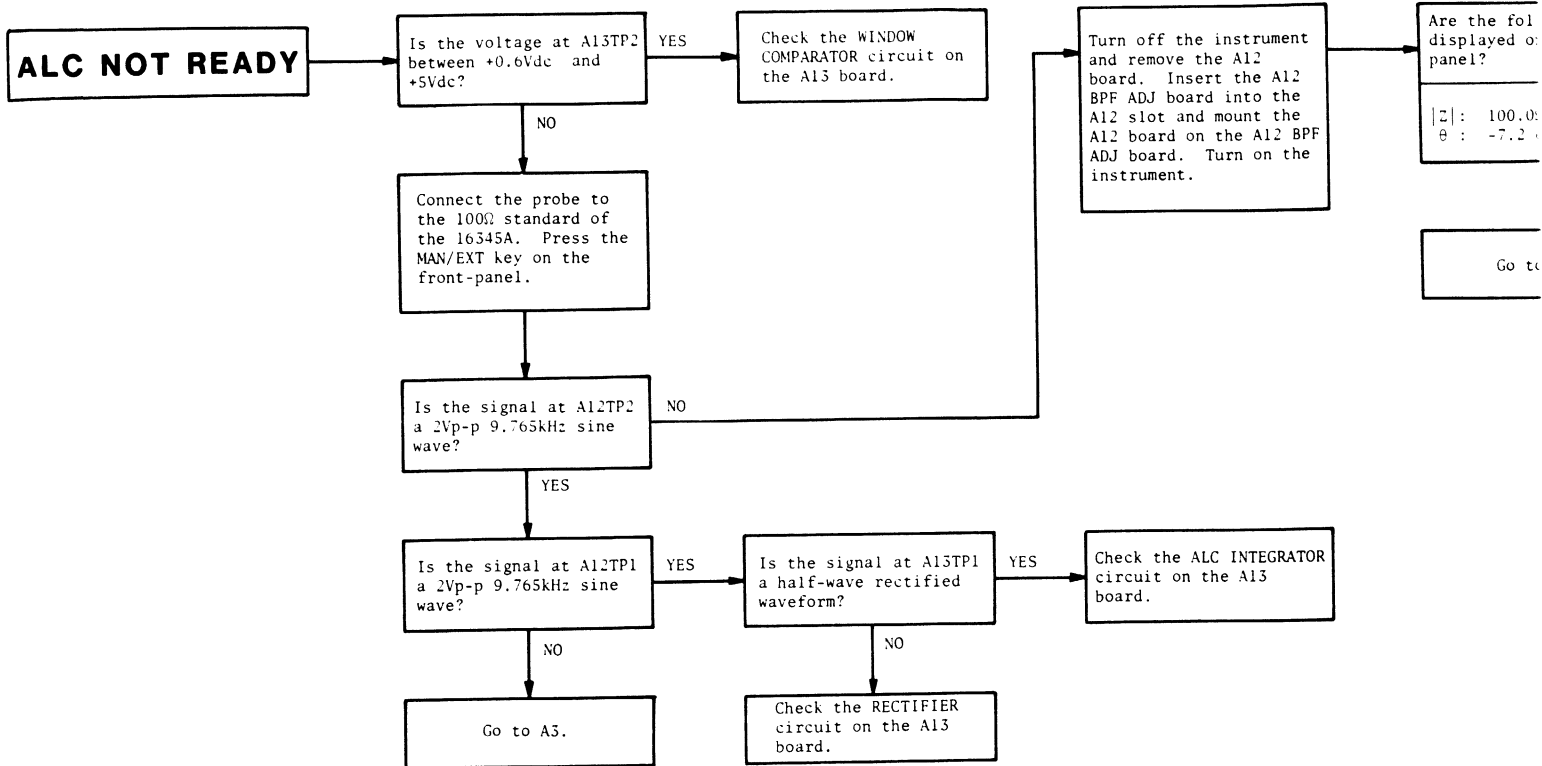 ALC NOT READY
Is the voltage at A13TP2
between +0.6Vdc and
+5Vdc?
YES
Check the WINDOW
COMPARATOR circuit on
the A13 board.
NO
Connect the probe to
the 100Ω standard of
the 16345A. Press the
MAN/EXT key on the
front-panel.
Is the signal at A12TP2
a 2Vp-p 9.765kHz sine
wave?
NO
Turn off the instrument
and remove the A12
board. Insert the A12
BPF ADJ board into the
A12 slot and mount the
A12 board on the A12 BPF
ADJ board. Turn on the
instrument.
Are the
displayed
panel?
|Z|:
θ : -7.2
Go
YES
Is the signal at A12TP1
a 2Vp-p 9.765kHz sine
wave?
YES
Is the signal at A13TP1
a half-wave rectified
waveform?
YES
Check the ALC INTEGRATOR
circuit on the A13
board.
NO
Go to A3.
NO
Check the RECTIFIER
circuit on the A13
board.